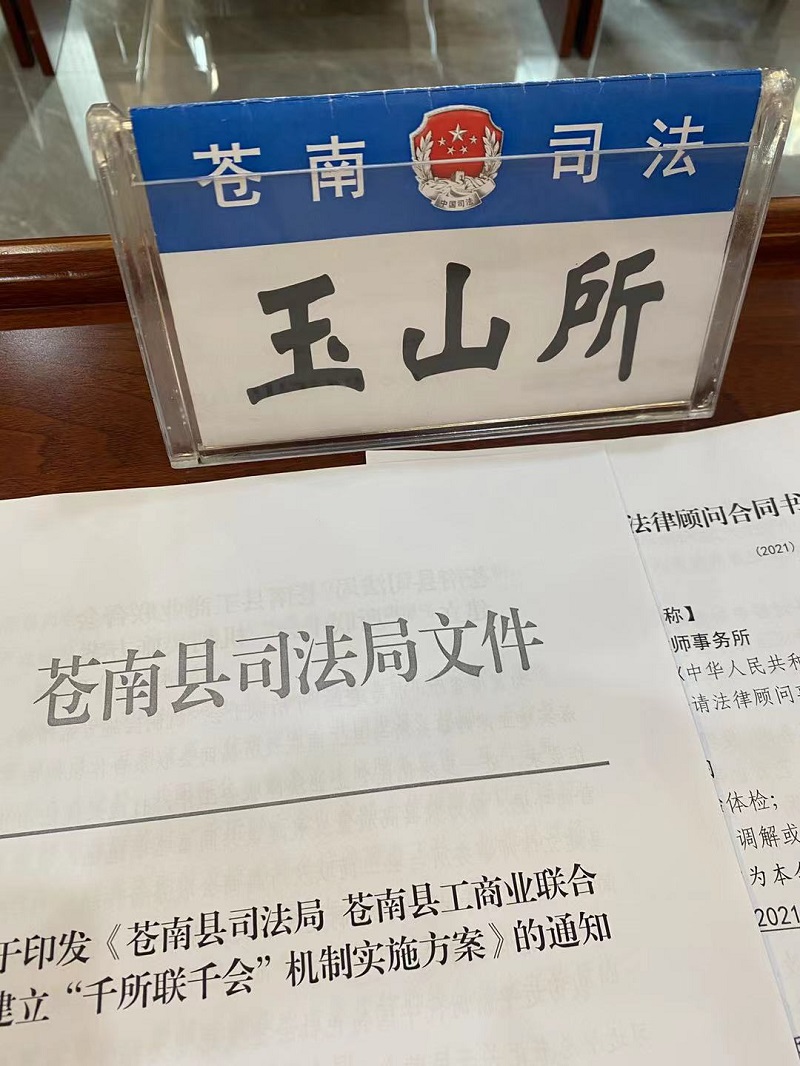 苍南 司法
中国司法
玉山所
苍南县司法局文件
于印发《苍南县司法局 苍南县工商业联合
建立“千所联千会”机制实施方案》的通知
法律顾问合同书
（2021）
称】
师事务所
《中华人民共和
请法律顾问
体检；
调解或
为本
2021